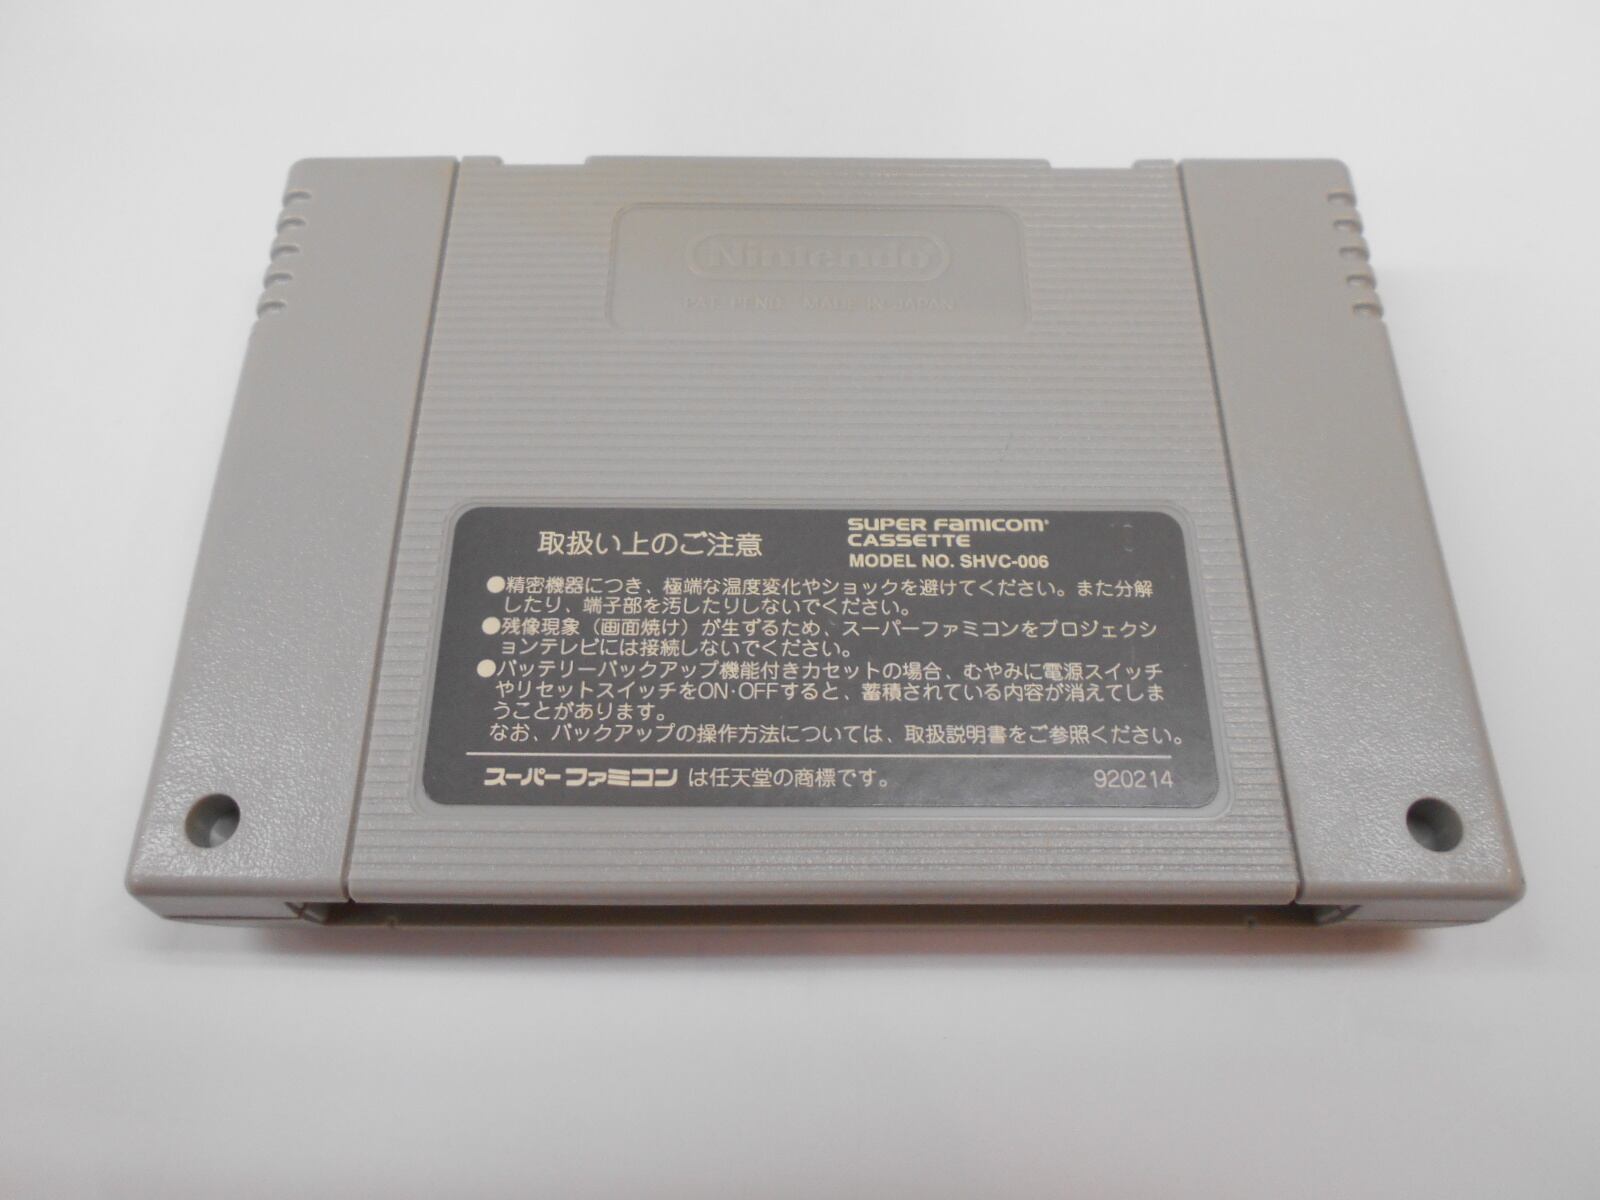 Nintendo
PAT. PEND. MADE IN JAPAN
取扱い上のご注意
SUPER FAMICOM
CASSETTE
MODEL NO. SHVC-006
●精密機器につき、極端な温度変化やショックを避けてください。また分解
したり、端子部を汚したりしないでください。
●残像現象（画面焼け）が生ずるため、スーパーファミコンをプロジェクシ
ョンテレビには接続しないでください。
●バッテリーバックアップ機能付きカセットの場合、むやみに電源スイッチ
やリセットスイッチをON·OFFすると、蓄積されている内容が消えてしま
うことがあります。
なお、バックアップの操作方法については、取扱説明書をご参照ください。
スーパーファミコン は任天堂の商標です。
920214